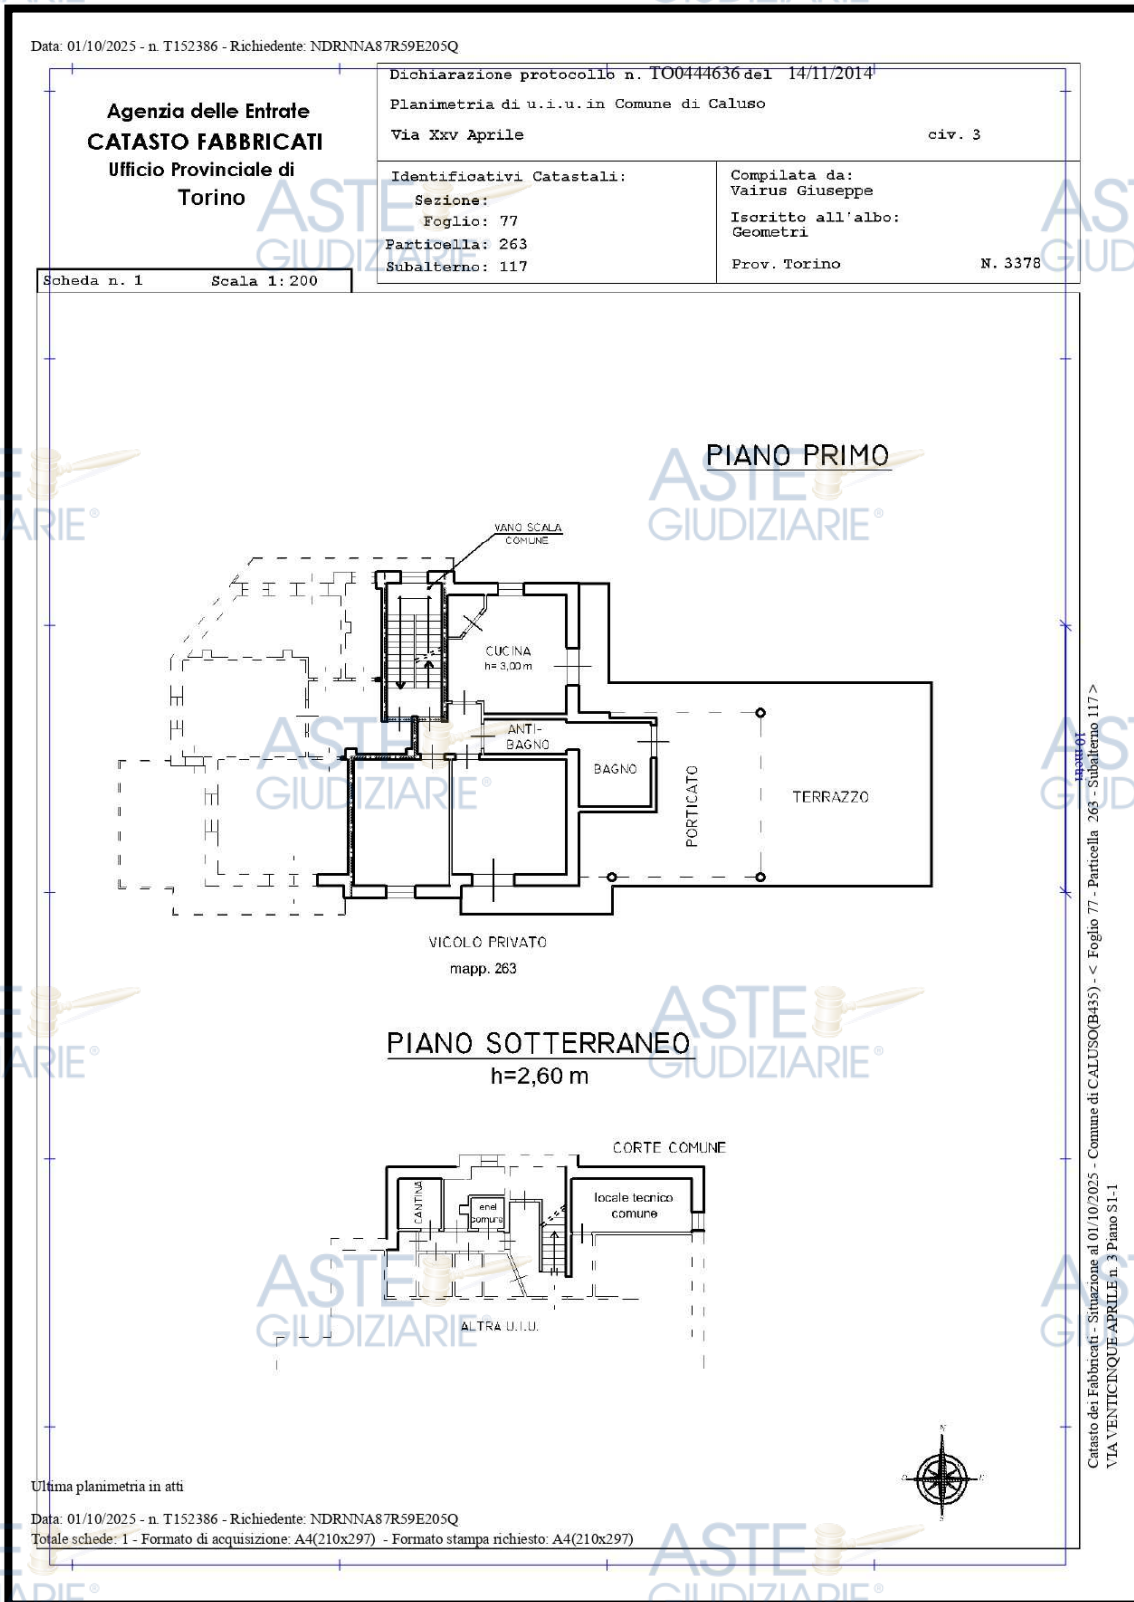 Data: 01/10/2025 - n. T152386 - Richiedente: NDRNNA87R59E205Q
Agenzia delle Entrate
CATASTO FABBRICATI
Ufficio Provinciale di
Torino
Dichiarazione protocollo n. TO0444636 del 14/11/2014
Planimetria di u.i.u. in Comune di Caluso
Via Xxv Aprile civ. 3
Identificativi Catastali:
Sezione:
Foglio: 77
Particella: 263
Subalterno: 117
Compilata da:
Vairus Giuseppe
Iscritto all'albo:
Geometri
Prov. Torino N. 3378
Scheda n. 1 Scala 1:200
PIANO PRIMO
VANO SCALA
COMUNE
CUCINA
h= 3,00 m
ANTI-
BAGNO
BAGNO
PORTICATO
TERRAZZO
VICOLO PRIVATO
mapp. 263
PIANO SOTTERRANEO
h=2,60 m
CORTE COMUNE
CANTINA
enel
comune
locale tecnico
comune
ALTRA U.I.U.
N
O E
S
10 metri
Catasto dei Fabbricati - Situazione al 01/10/2025 - Comune di CALUSO(B435) - < Foglio 77 - Particella 263 - Subalterno 117 >
VIA VENTICINQUE APRILE n. 3 Piano S1-1
Ultima planimetria in atti
Data: 01/10/2025 - n. T152386 - Richiedente: NDRNNA87R59E205Q
Totale schede: 1 - Formato di acquisizione: A4(210x297) - Formato stampa richiesto: A4(210x297)
ASTE
GIUDIZIARIE®